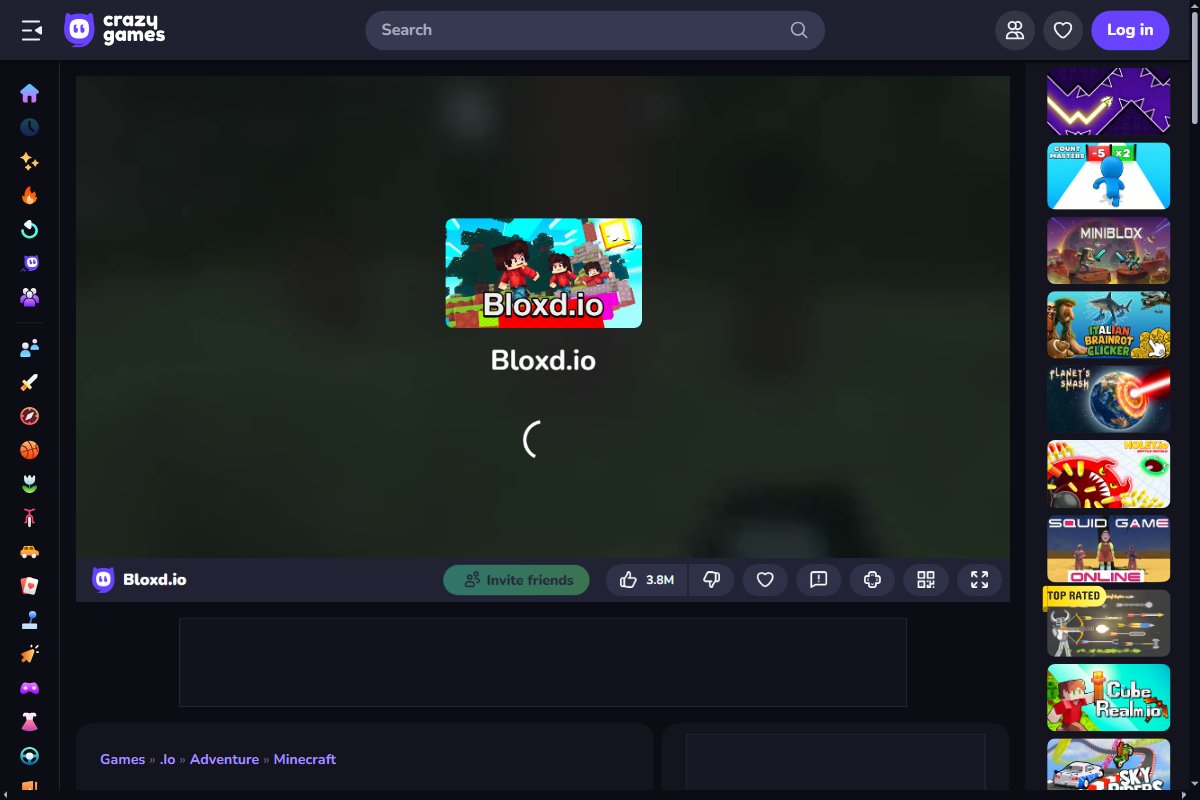 crazy
games
Search
Log in
Bloxd.io
Bloxd.io
Bloxd.io
Invite friends
3.8M
Games » .Io » Adventure » Minecraft
COUNT
MASTERS
-5
x2
MINIBLOX
ITALIAN
BRAINROT
CLICKER
PLANET'S
SMASH
HOLEY.io
SQUID GAME
ONLINE
TOP RATED
Cube
Realm.io
SKY
RIDERS